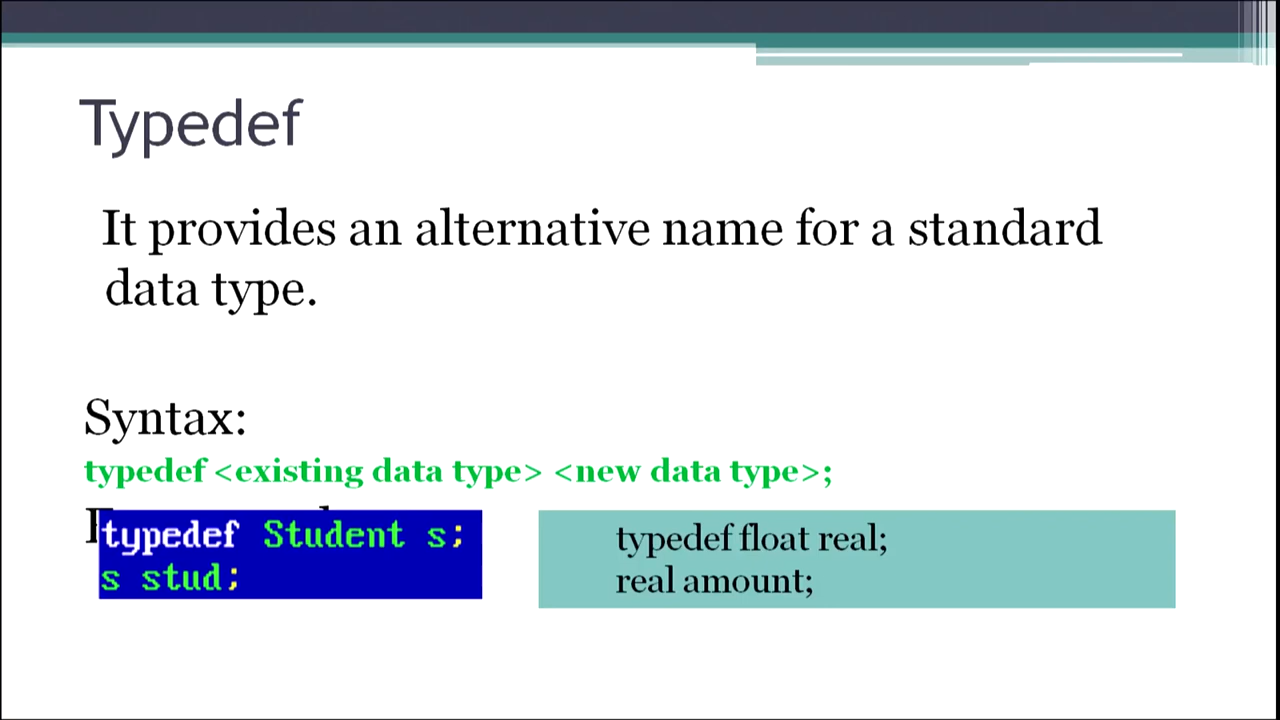 Typedef
It provides an alternative name for a standard
data type.
Syntax:
typedef <existing data type> <new data type>;
typedef Student s;
s stud;
typedef float real;
real amount;